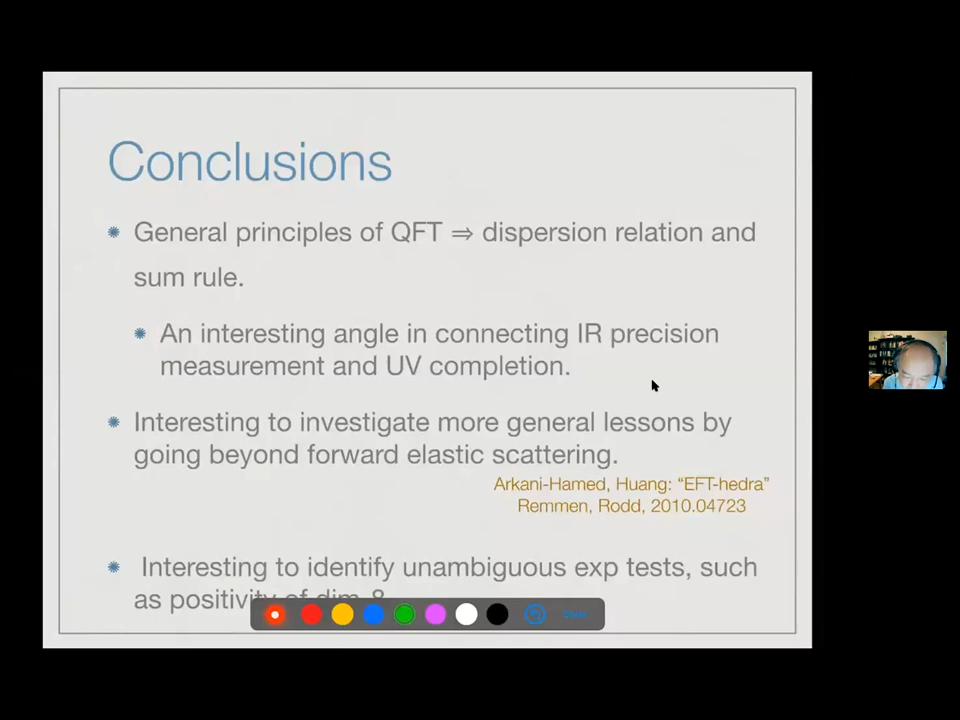 Conclusions
General principles of QFT ⇒ dispersion relation and
sum rule.
An interesting angle in connecting IR precision
measurement and UV completion.
Interesting to investigate more general lessons by
going beyond forward elastic scattering.
Arkani-Hamed, Huang: “EFT-hedra”
Remmen, Rodd, 2010.04723
Interesting to identify unambiguous exp tests, such
as positivity of dim-8